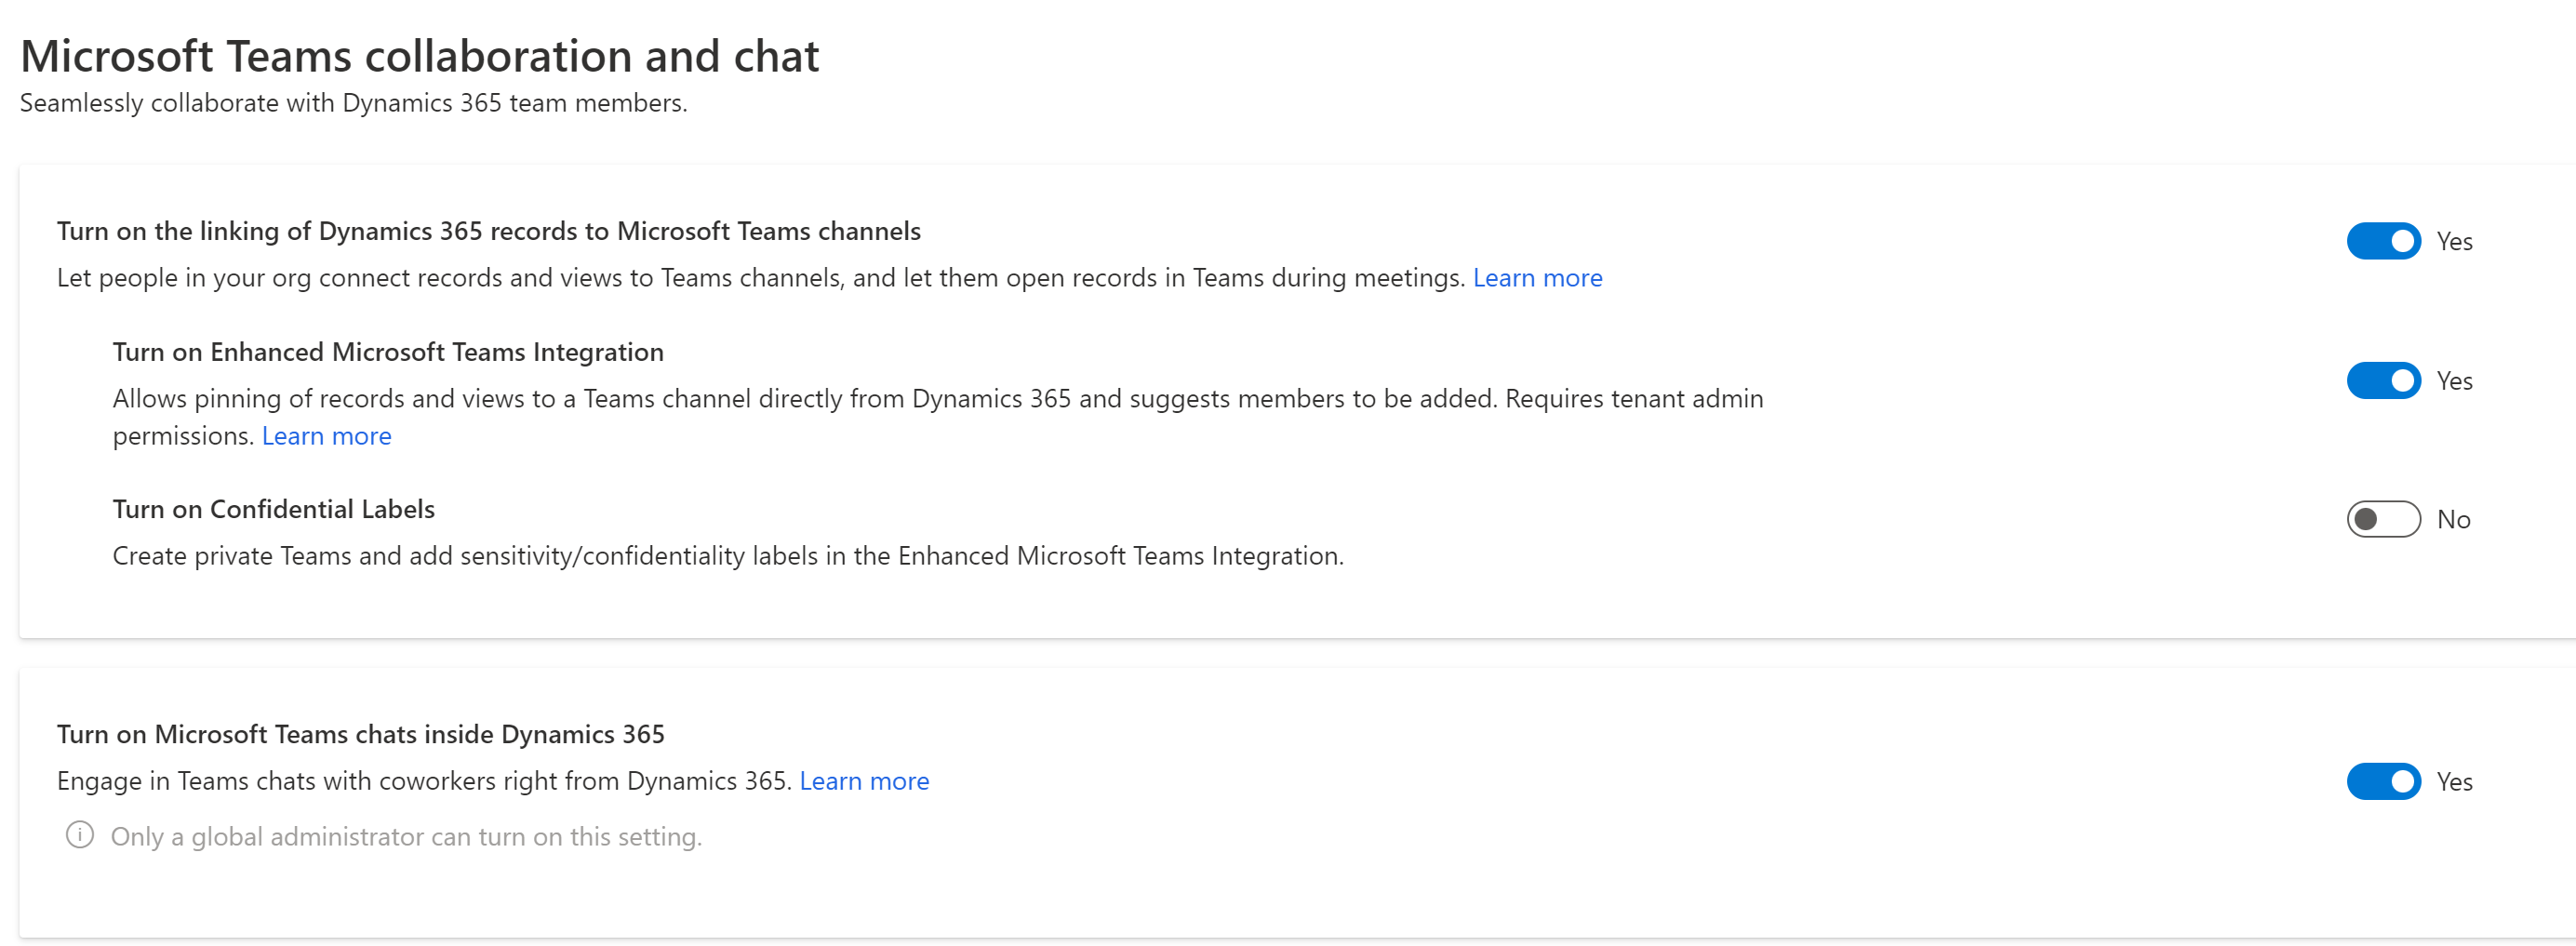 Microsoft Teams collaboration and chat
Seamlessly collaborate with Dynamics 365 team members.
Turn on the linking of Dynamics 365 records to Microsoft Teams channels
Yes
Let people in your org connect records and views to Teams channels, and let them open records in Teams during meetings. Learn more
Turn on Enhanced Microsoft Teams Integration
Yes
Allows pinning of records and views to a Teams channel directly from Dynamics 365 and suggests members to be added. Requires tenant admin
permissions. Learn more
Turn on Confidential Labels
No
Create private Teams and add sensitivity/confidentiality labels in the Enhanced Microsoft Teams Integration.
Turn on Microsoft Teams chats inside Dynamics 365
Engage in Teams chats with coworkers right from Dynamics 365. Learn more
Yes
Only a global administrator can turn on this setting.